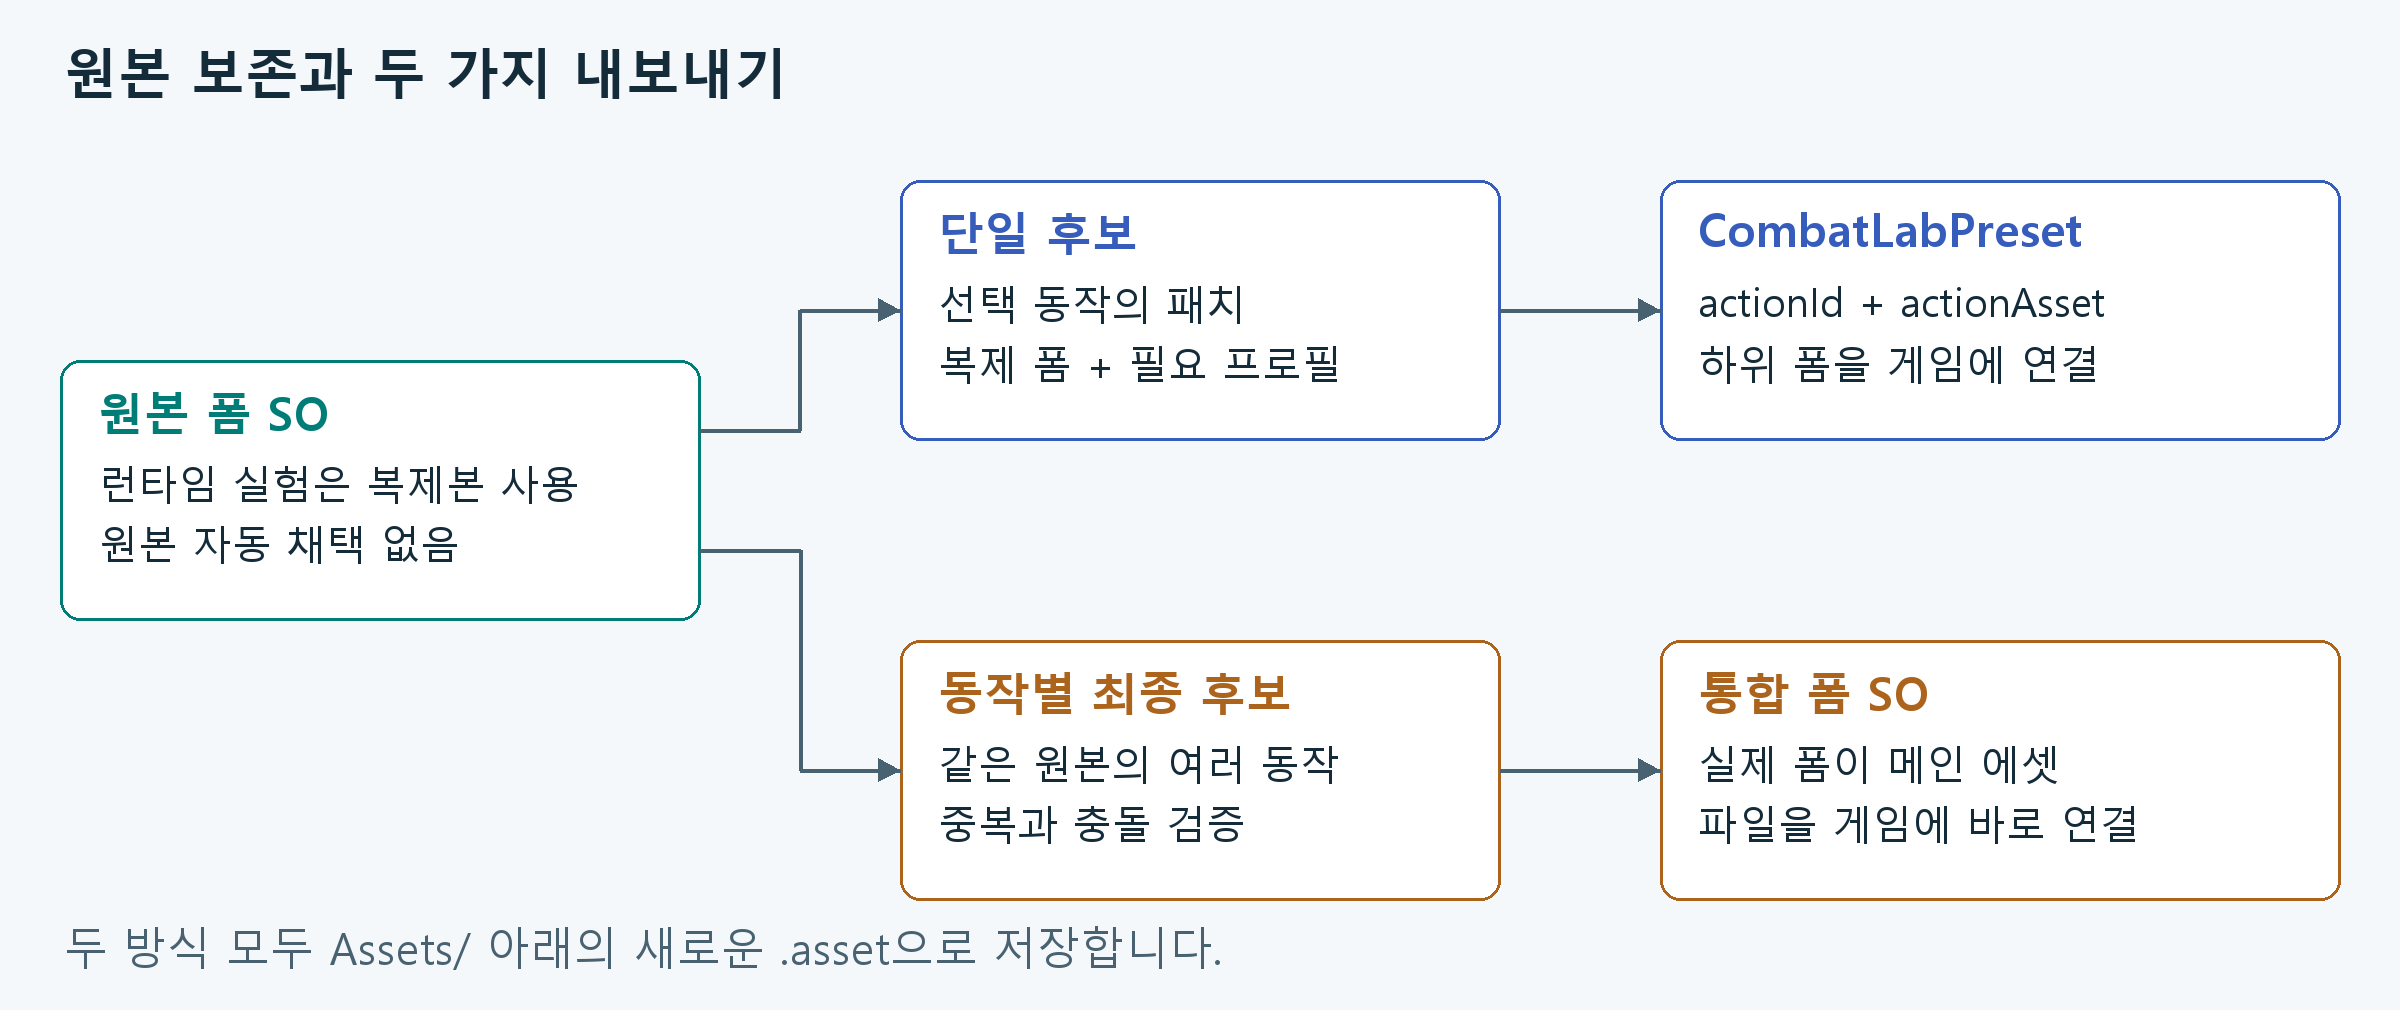 원본 보존과 두 가지 내보내기
원본 폼 SO
런타임 실험은 복제본 사용
원본 자동 채택 없음
단일 후보
선택 동작의 패치
복제 폼 + 필요 프로필
CombatLabPreset
actionId + actionAsset
하위 폼을 게임에 연결
동작별 최종 후보
같은 원본의 여러 동작
중복과 충돌 검증
통합 폼 SO
실제 폼이 메인 에셋
파일을 게임에 바로 연결
두 방식 모두 Assets/ 아래의 새로운 .asset으로 저장합니다.